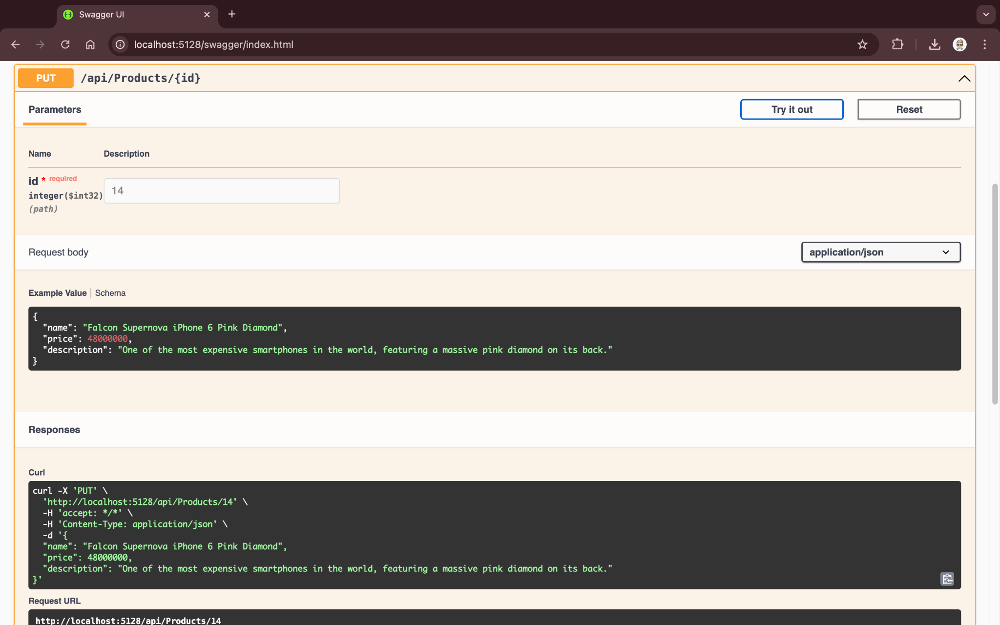 Swagger UI
localhost:5128/swagger/index.html
PUT /api/Products/{id}
Parameters
Try it out
Reset
Name Description
id * required
integer($int32)
(path)
14
Request body
application/json
Example Value Schema
{
"name": "Falcon Supernova iPhone 6 Pink Diamond",
"price": 48000000,
"description": "One of the most expensive smartphones in the world, featuring a massive pink diamond on its back."
}
Responses
Curl
curl -X 'PUT' \
'http://localhost:5128/api/Products/14' \
-H 'accept: */*' \
-H 'Content-Type: application/json' \
-d '{
"name": "Falcon Supernova iPhone 6 Pink Diamond",
"price": 48000000,
"description": "One of the most expensive smartphones in the world, featuring a massive pink diamond on its back."
}'
Request URL
http://localhost:5128/api/Products/14